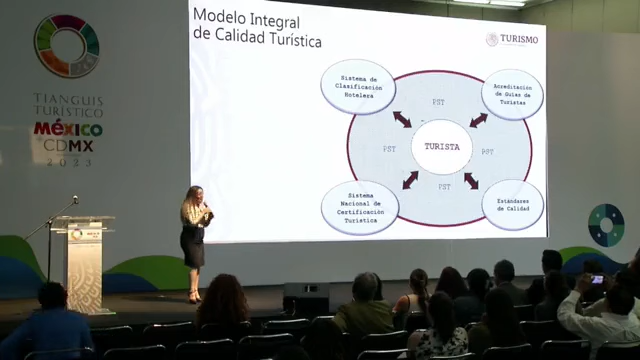 Modelo Integral
de Calidad Turística
TURISMO
TIANGUIS
TURÍSTICO
MÉXICO
CDMX
2023
Sistema de
Clasificación
Hotelera
Acreditación
de Guías de
Turistas
PST
PST
TURISTA
PST
PST
Sistema
Nacional de
Certificación
Turística
Estándares
de Calidad